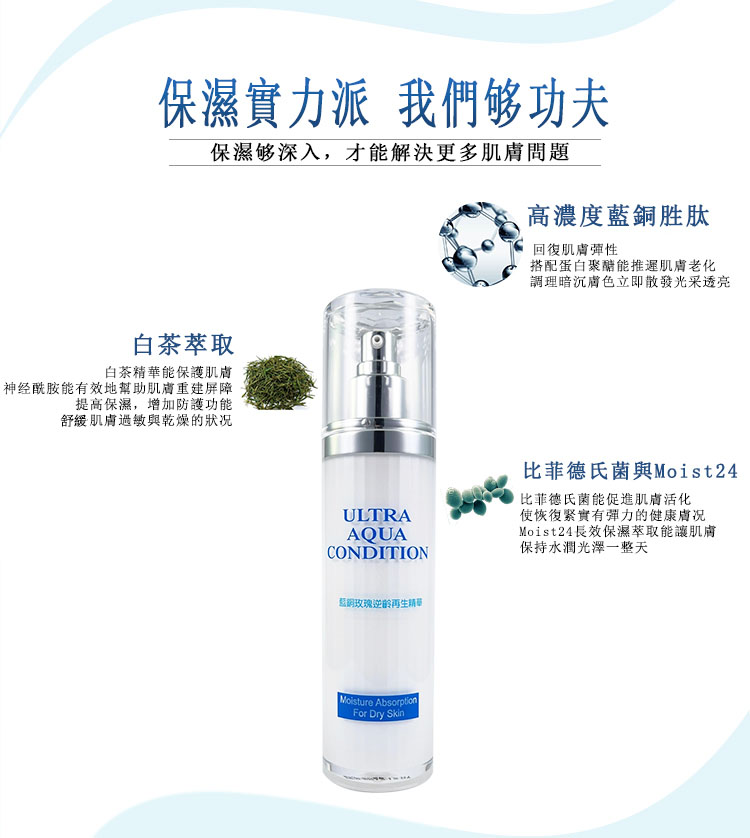 保濕實力派 我們够功夫
保濕够深入，才能解決更多肌膚問題
高濃度藍銅胜肽
回復肌膚彈性
搭配蛋白聚醣能推遲肌膚老化
調理暗沉膚色立即散發光采透亮
白茶萃取
白茶精華能保護肌膚
神经酰胺能有效地幫助肌膚重建屏障
提高保濕，增加防護功能
舒緩肌膚過敏與乾燥的狀况
比菲德氏菌與Moist24
比菲德氏菌能促進肌膚活化
使恢復緊實有彈力的健康膚况
Moist24長效保濕萃取能讓肌膚
保持水潤光澤一整天
ULTRA
AQUA
CONDITION
藍銅玫瑰逆齡再生精華
Moisture Absorption
For Dry Skin